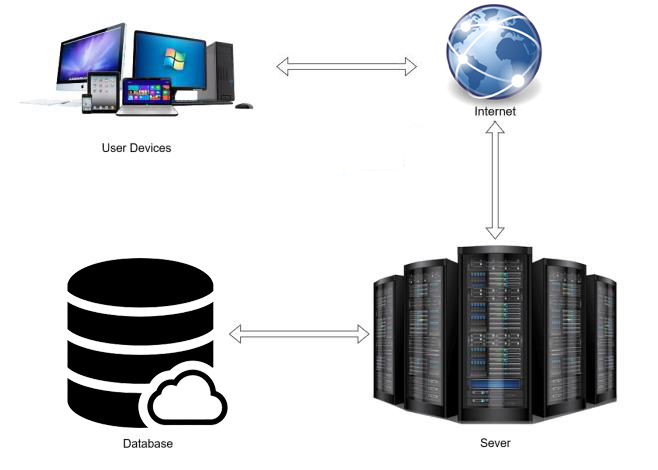 Internet
User Devices
Database
Sever